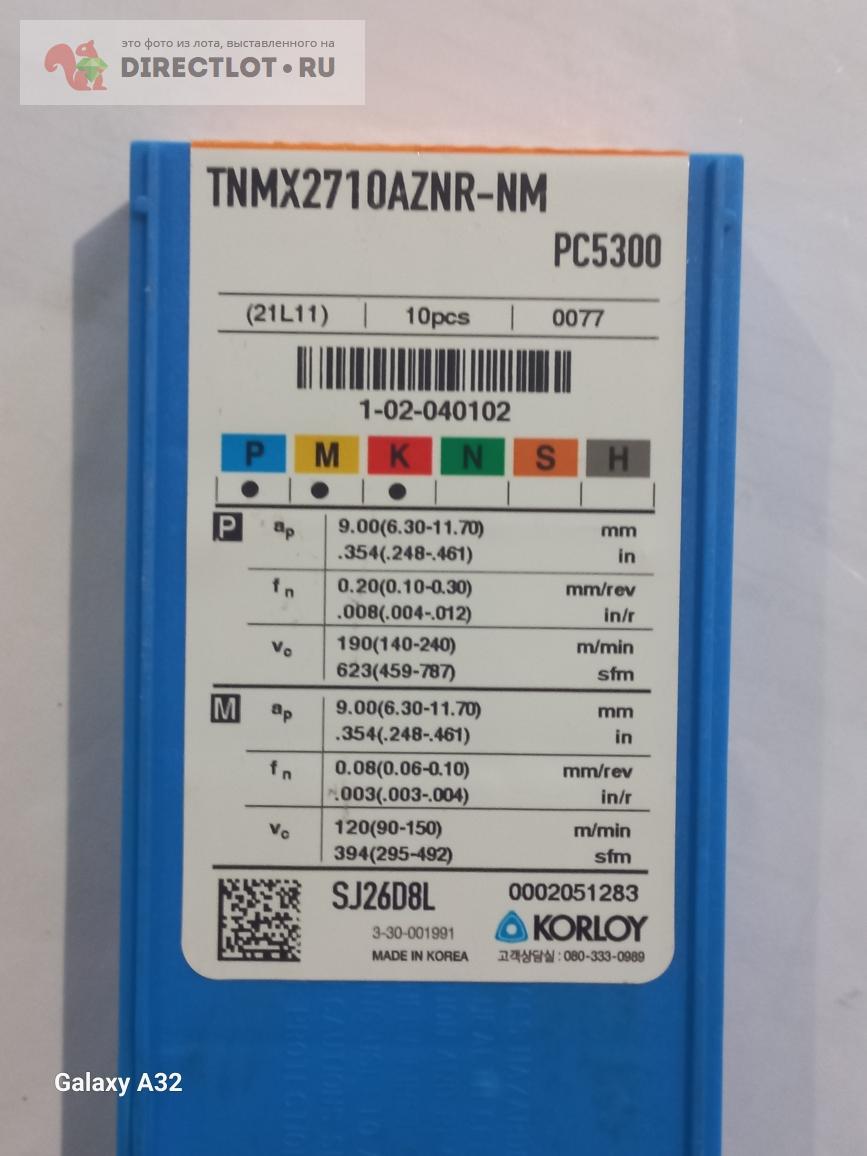 это фото из лота, выставленного на
DIRECTLOT•RU
TNMX2710AZNR-NM
PC5300
(21L11) | 10pcs | 0077
1-02-040102
P M K N S H
● ● ●
P ap 9.00(6.30-11.70) mm
.354(.248-.461) in
fn 0.20(0.10-0.30) mm/rev
.008(.004-.012) in/r
vc 190(140-240) m/min
623(459-787) sfm
M ap 9.00(6.30-11.70) mm
.354(.248-.461) in
fn 0.08(0.06-0.10) mm/rev
.003(.003-.004) in/r
vc 120(90-150) m/min
394(295-492) sfm
SJ26D8L 0002051283
3-30-001991 KORLOY
MADE IN KOREA 고객상담실 : 080-333-0989
Galaxy A32